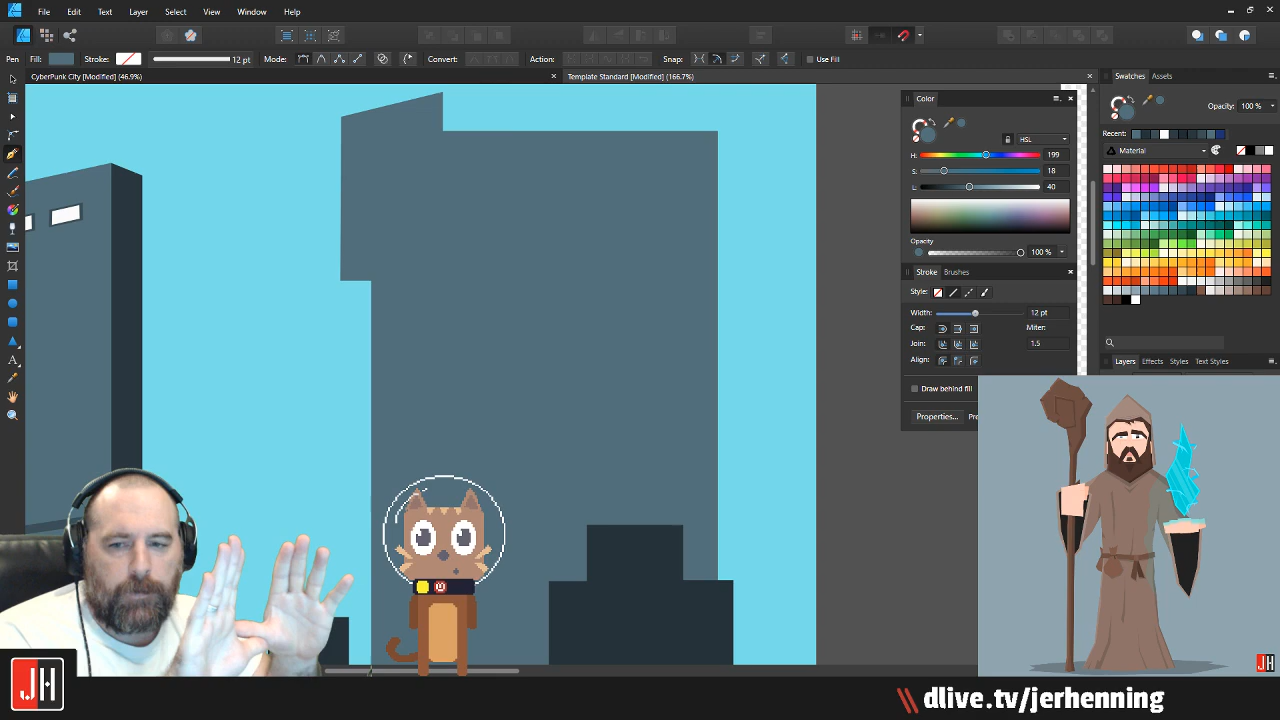 File Edit Text Layer Select View Window Help
Pen Fill: Stroke: 12 pt Mode: Convert: Action: Snap: Use Fill
CyberPunk City [Modified] (46.9%) Template Standard [Modified] (166.7%)
Swatches Assets
Opacity: 100 %
Recent:
Material
Color
HSL
H: 199
S: 18
L: 40
Opacity
100 %
Stroke Brushes
Style:
Width: 12 pt
Cap: Miter:
Join: 1.5
Align:
Draw behind fill
Properties...
Layers Effects Styles Text Styles
JH
JH
dlive.tv/jerhenning